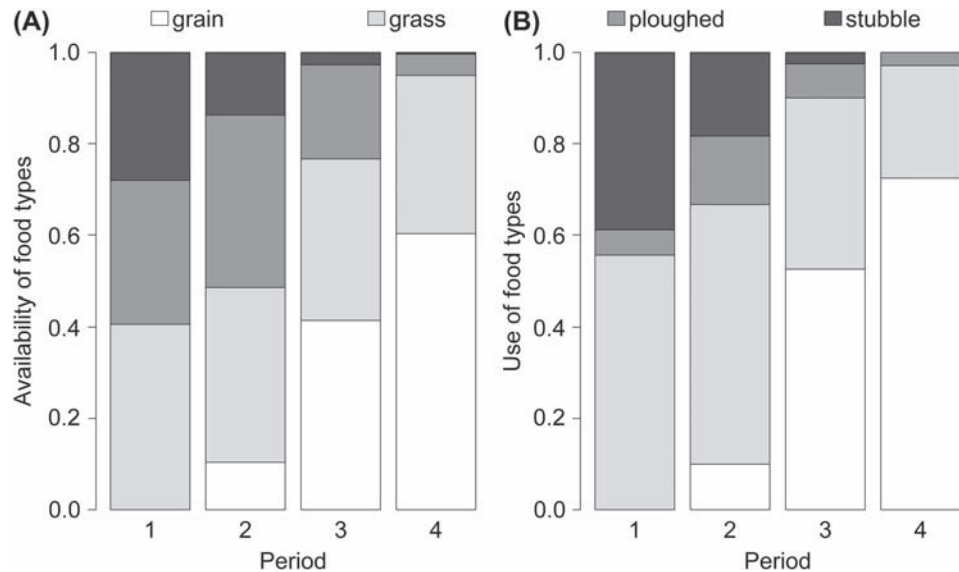 (A) grain grass (B) ploughed stubble
Availability of food types
1.0
0.8
0.6
0.4
0.2
0.0
1 2 3 4
Period
Use of food types
1.0
0.8
0.6
0.4
0.2
0.0
1 2 3 4
Period